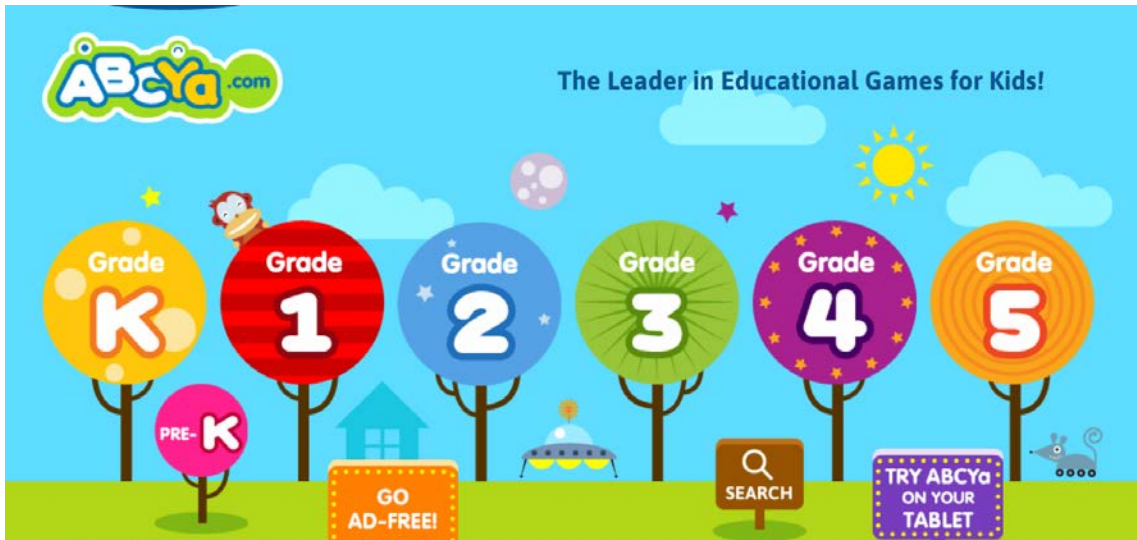 ABCYa.com
The Leader in Educational Games for Kids!
Grade
K
Grade
1
Grade
2
Grade
3
Grade
4
Grade
5
PRE-K
GO
AD-FREE!
SEARCH
TRY ABCYa
ON YOUR
TABLET